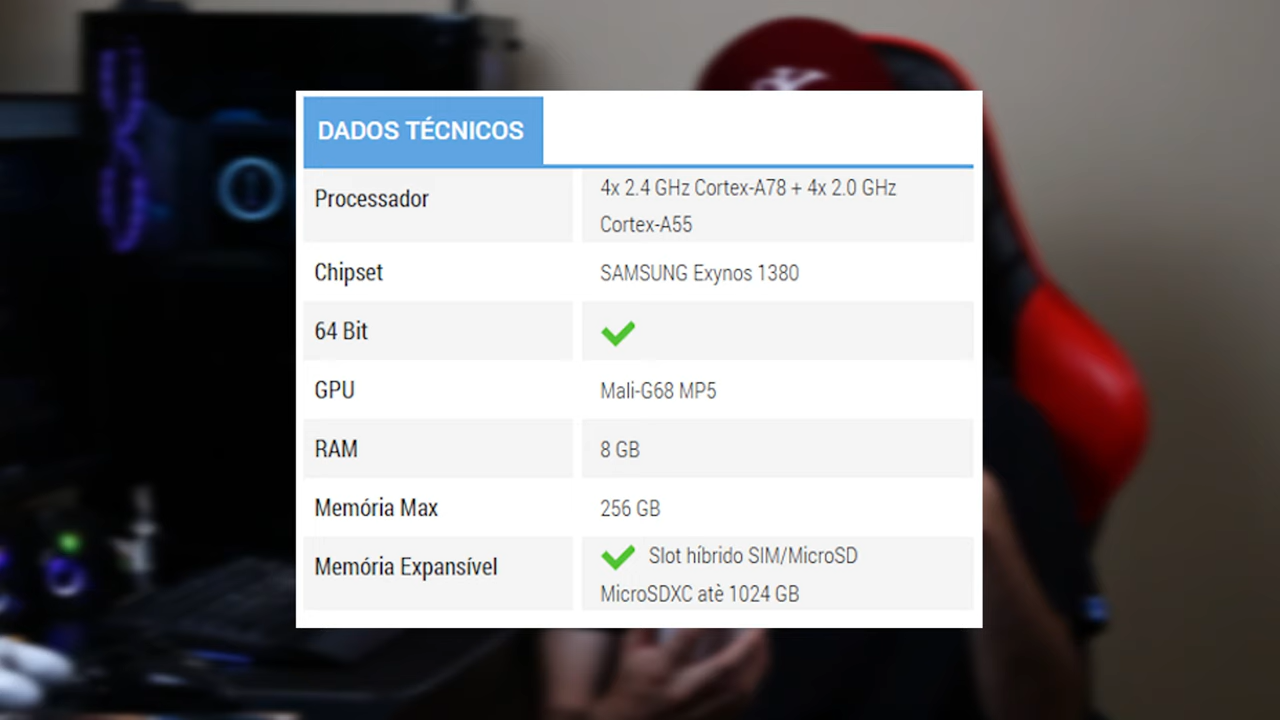 DADOS TÉCNICOS
Processador
4x 2.4 GHz Cortex-A78 + 4x 2.0 GHz
Cortex-A55
Chipset
SAMSUNG Exynos 1380
64 Bit
GPU
Mali-G68 MP5
RAM
8 GB
Memória Max
256 GB
Memória Expansível
Slot híbrido SIM/MicroSD
MicroSDXC atè 1024 GB